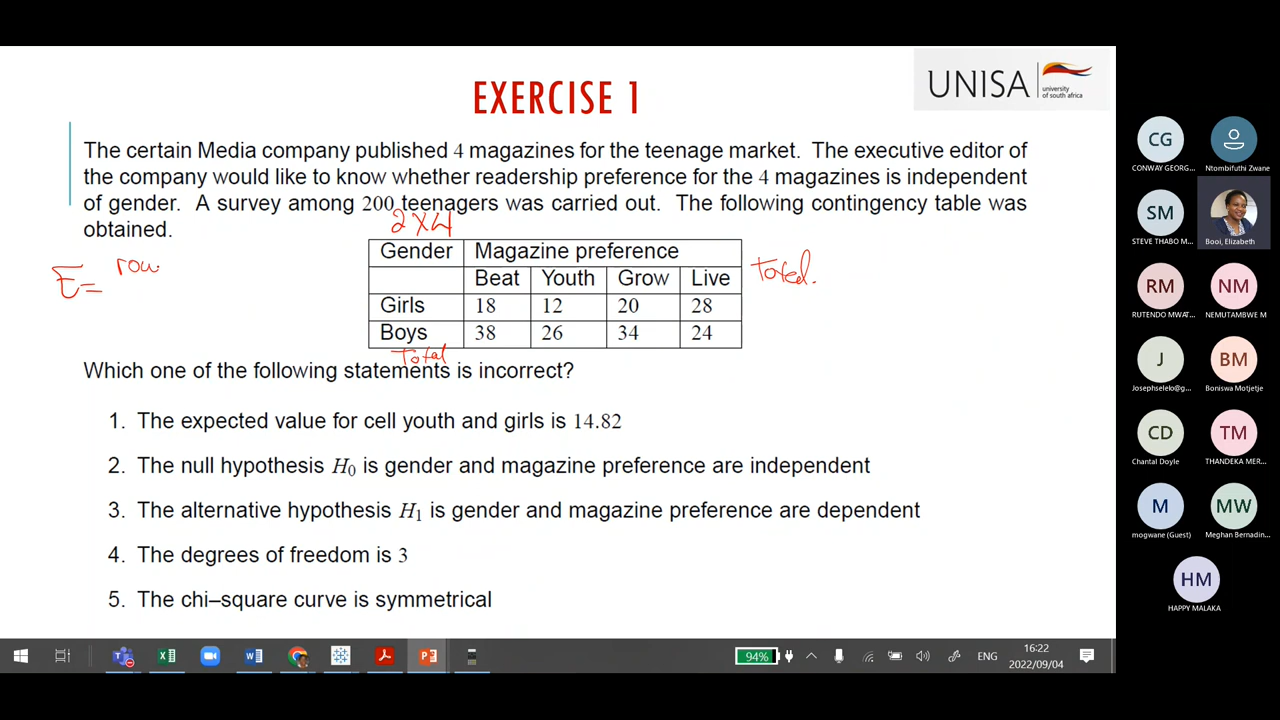 EXERCISE 1
UNISA
university
of south africa
The certain Media company published 4 magazines for the teenage market. The executive editor of
the company would like to know whether readership preference for the 4 magazines is independent
of gender. A survey among 200 teenagers was carried out. The following contingency table was
obtained.
2X4
E= row
Gender Magazine preference
Beat Youth Grow Live
Total.
Girls 18 12 20 28
Boys 38 26 34 24
Total
Which one of the following statements is incorrect?
1. The expected value for cell youth and girls is 14.82
2. The null hypothesis H0 is gender and magazine preference are independent
3. The alternative hypothesis H1 is gender and magazine preference are dependent
4. The degrees of freedom is 3
5. The chi–square curve is symmetrical
CG
CONWAY GEORG...
Ntombifuthi Zwane
SM
STEVE THABO M...
Booi, Elizabeth
RM
RUTENDO MWAT...
NM
NEMUTAMBWE M
J
Josephselelo@g...
BM
Boniswa Motjetje
CD
Chantal Doyle
TM
THANDEKA MER...
M
mogwane (Guest)
MW
Meghan Bernadin...
HM
HAPPY MALAKA
94%
ENG
16:22
2022/09/04